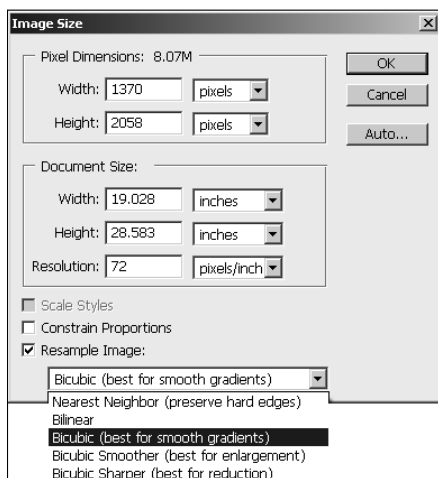 Image Size
Pixel Dimensions: 8.07M
Width: 1370 pixels
Height: 2058 pixels
OK
Cancel
Auto...
Document Size:
Width: 19.028 inches
Height: 28.583 inches
Resolution: 72 pixels/inch
Scale Styles
Constrain Proportions
Resample Image:
Bicubic (best for smooth gradients)
Nearest Neighbor (preserve hard edges)
Bilinear
Bicubic (best for smooth gradients)
Bicubic Smoother (best for enlargement)
Bicubic Sharper (best for reduction)